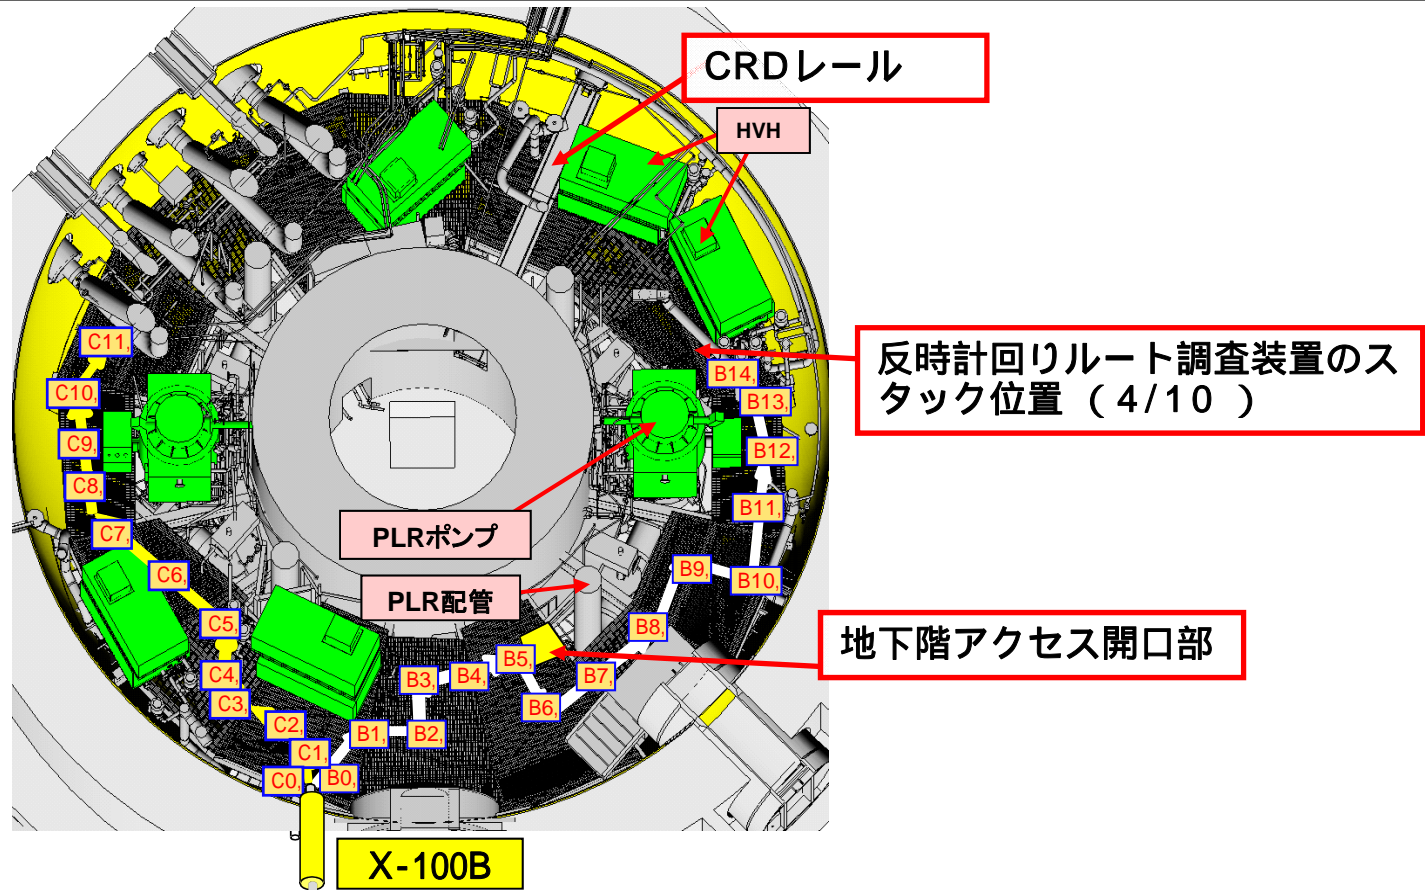 CRDレール
HVH
反時計回りルート調査装置のス
タック位置 ( 4/10 )
C11,
C10,
C9,
C8,
C7,
C6,
C5,
C4,
C3,
C2,
C1,
C0,
B14,
B13,
B12,
B11,
B10,
B9,
B8,
B7,
B6,
B5,
B4,
B3,
B2,
B1,
B0,
PLRポンプ
PLR配管
地下階アクセス開口部
X-100B